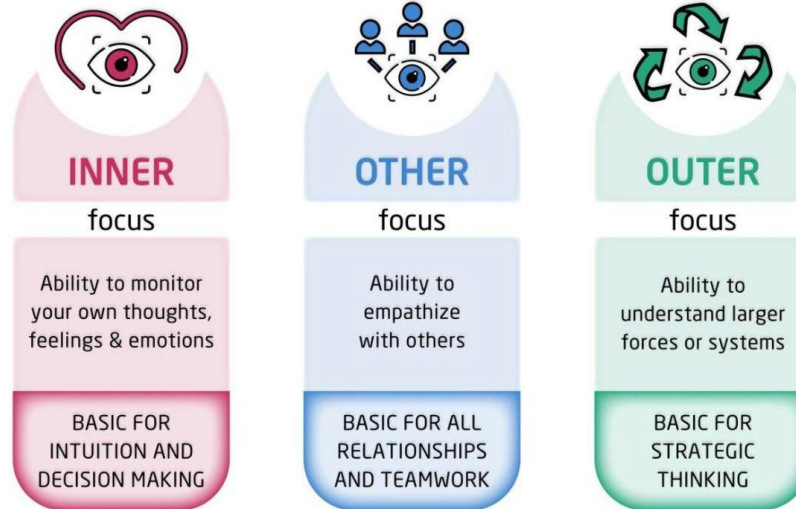 INNER
focus
Ability to monitor
your own thoughts,
feelings & emotions
BASIC FOR
INTUITION AND
DECISION MAKING
OTHER
focus
Ability to
empathize
with others
BASIC FOR ALL
RELATIONSHIPS
AND TEAMWORK
OUTER
focus
Ability to
understand larger
forces or systems
BASIC FOR
STRATEGIC
THINKING